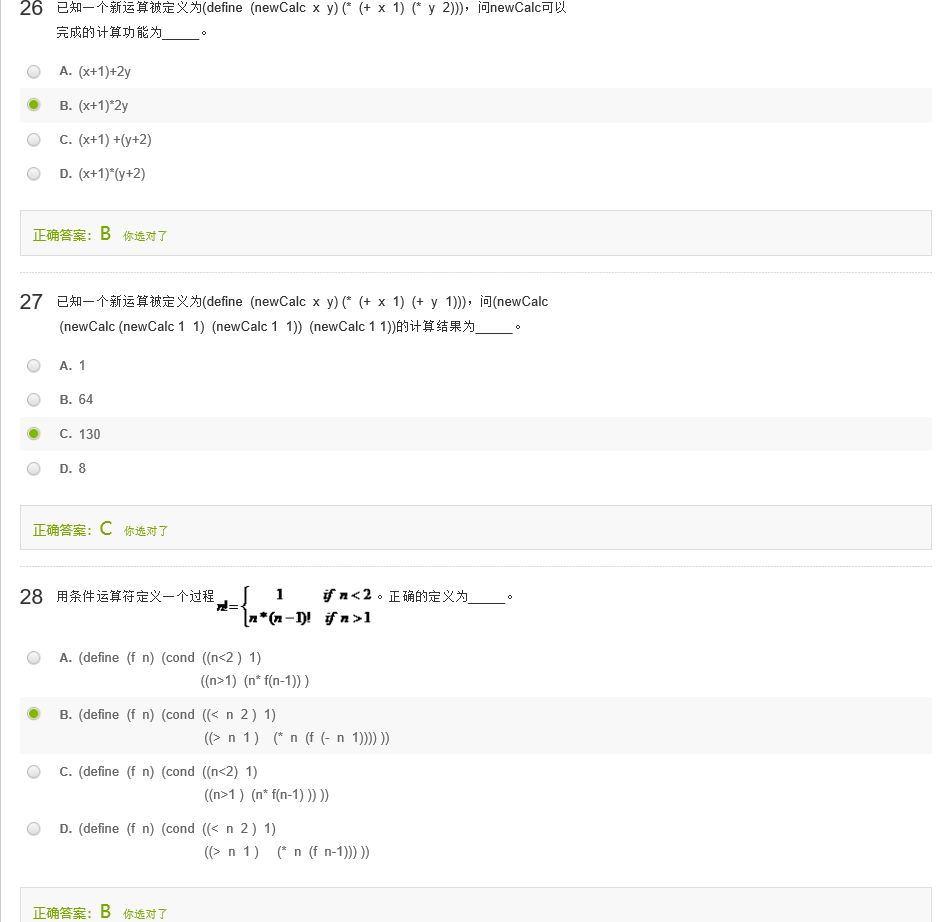 26 已知一个新运算被定义为(define (newCalc x y) (* (+ x 1) (* y 2))), 问newCalc可以
完成的计算功能为______。
A. (x+1)+2y
B. (x+1)*2y
C. (x+1) +(y+2)
D. (x+1)*(y+2)
正确答案: B 你选对了
27 已知一个新运算被定义为(define (newCalc x y) (* (+ x 1) (+ y 1))), 问(newCalc
(newCalc (newCalc 1 1) (newCalc 1 1)) (newCalc 1 1))的计算结果为______。
A. 1
B. 64
C. 130
D. 8
正确答案: C 你选对了
28 用条件运算符定义一个过程 n!={ 1 if n<2 。正确的定义为______。
n*(n−1)! if n>1
A. (define (f n) (cond ((n<2 ) 1)
((n>1) (n* f(n-1)) )
B. (define (f n) (cond ((< n 2 ) 1)
((> n 1 ) (* n (f (- n 1)))) ))
C. (define (f n) (cond ((n<2) 1)
((n>1 ) (n* f(n-1) )) ))
D. (define (f n) (cond ((< n 2 ) 1)
((> n 1 ) (* n (f n-1))) ))
正确答案: B 你选对了